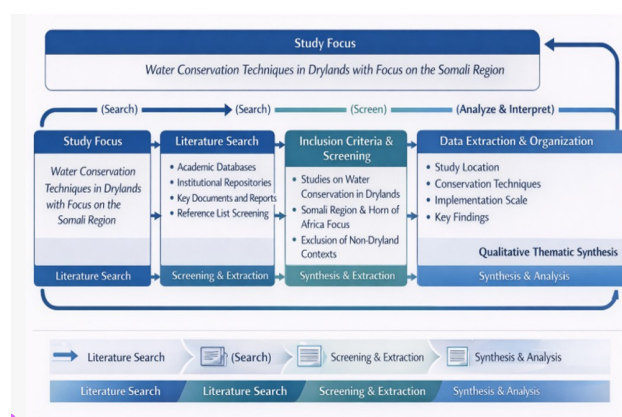 Study Focus
Water Conservation Techniques in Drylands with Focus on the Somali Region
(Search)
(Search)
(Screen)
(Analyze & Interpret)
Study Focus
Water Conservation
Techniques in Drylands
with Focus on the
Somali Region
Literature Search
Literature Search
• Academic Databases
• Institutional Repositories
• Key Documents and Reports
• Reference List Screening
Screening & Extraction
Inclusion Criteria &
Screening
• Studies on Water
Conservation in Drylands
• Somali Region & Horn of
Africa Focus
• Exclusion of Non-Dryland
Contexts
Synthesis & Extraction
Data Extraction & Organization
• Study Location
• Conservation Techniques
• Implementation Scale
• Key Findings
Qualitative Thematic Synthesis
Synthesis & Analysis
Literature Search
(Search)
Screening & Extraction
Synthesis & Analysis
Literature Search
Literature Search
Screening & Extraction
Synthesis & Analysis